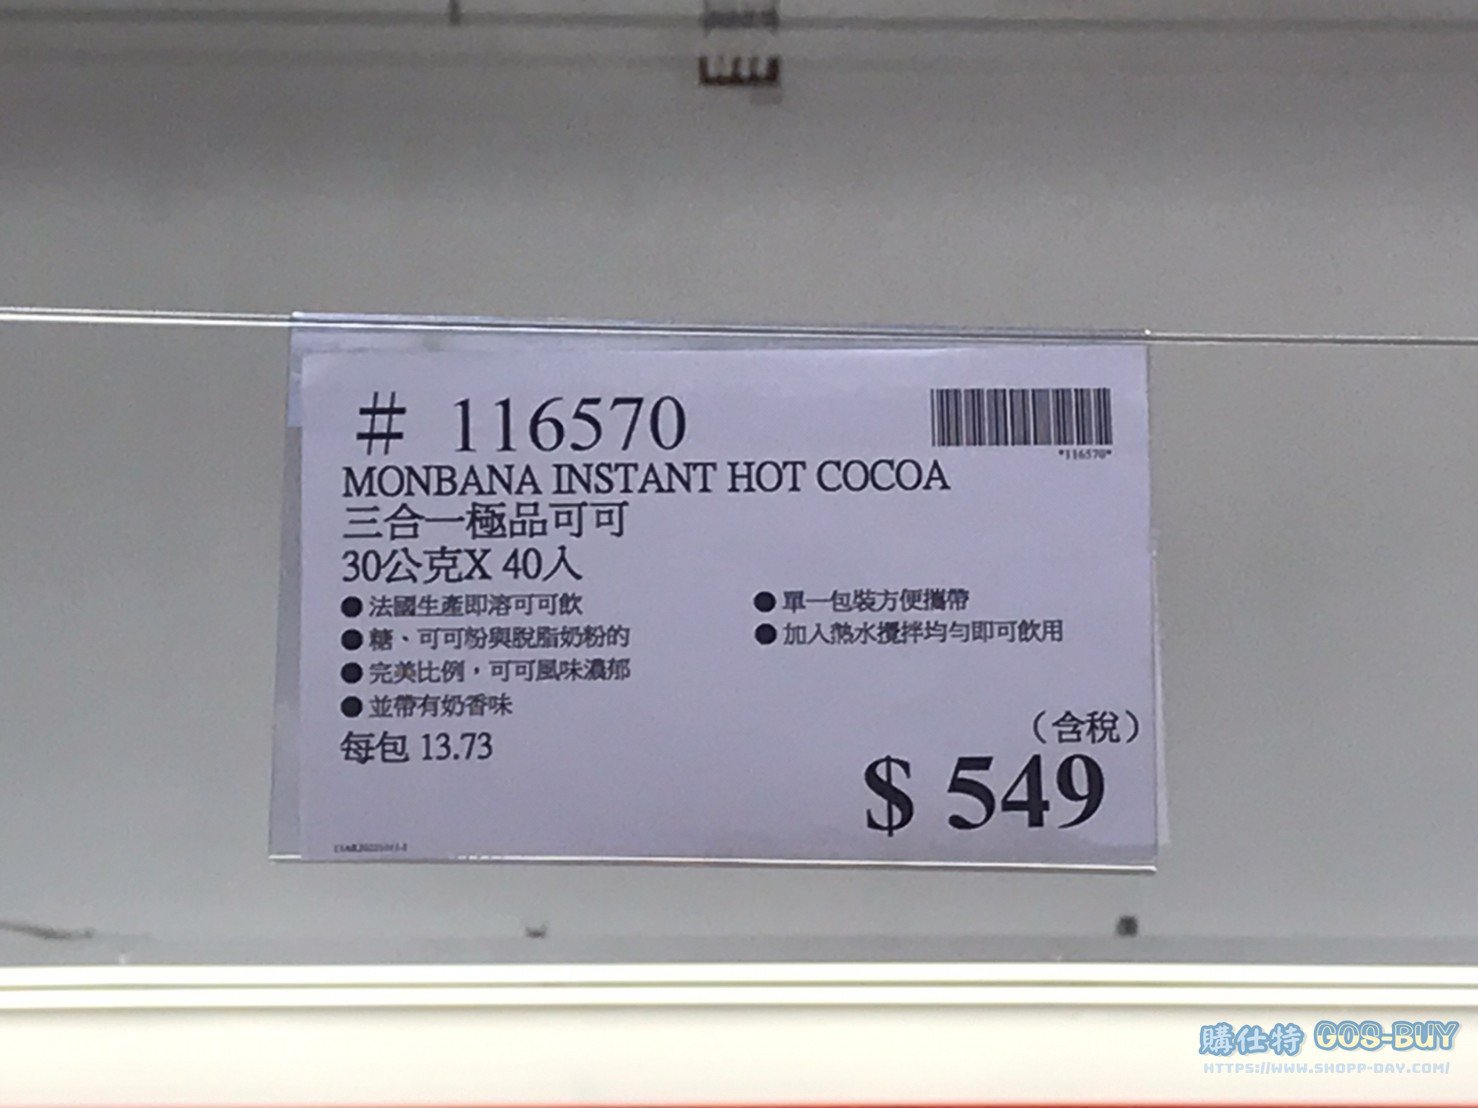 # 116570
*116570*
MONBANA INSTANT HOT COCOA
三合一極品可可
30公克X 40入
● 法國生產即溶可可飲
● 糖、可可粉與脫脂奶粉的
● 完美比例，可可風味濃郁
● 並帶有奶香味
● 單一包裝方便攜帶
● 加入熱水攪拌均勻即可飲用
每包 13.73
（含稅）
$ 549
購仕特 GOS-BUY
HTTPS://WWW.SHOPP-DAY.COM/